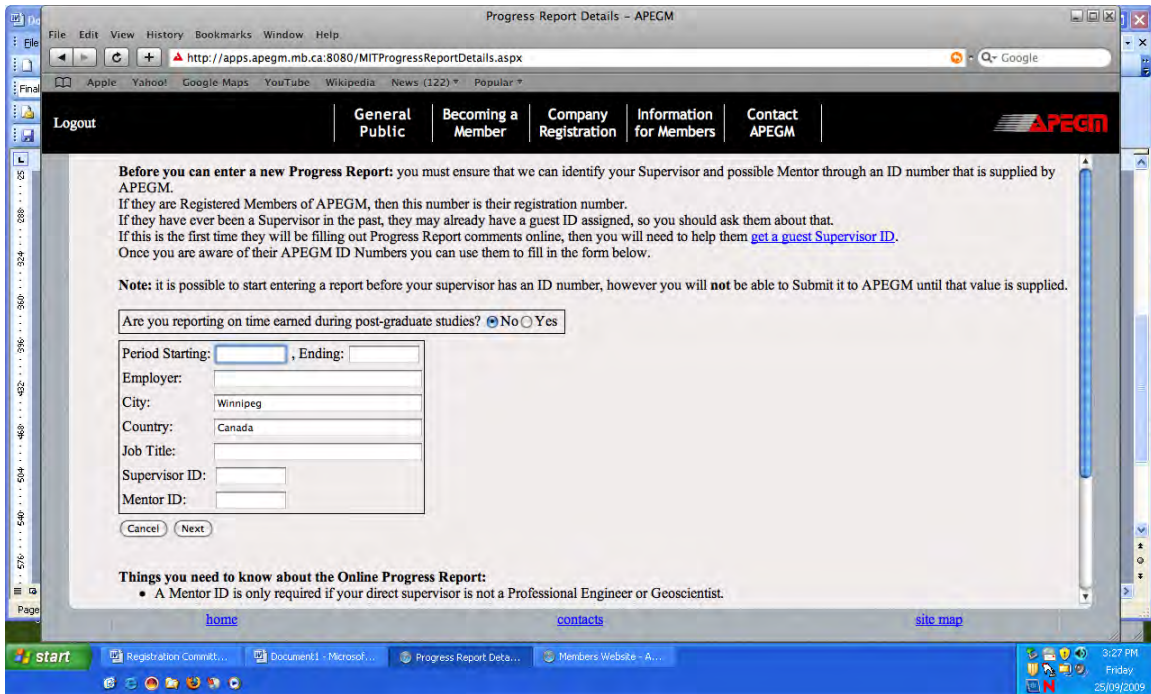 Progress Report Details – APEGM
File Edit View History Bookmarks Window Help
http://apps.apegm.mb.ca:8080/MITProgressReportDetails.aspx
Google
Apple Yahoo! Google Maps YouTube Wikipedia News (122) Popular
File
Final
Logout
General Public
Becoming a Member
Company Registration
Information for Members
Contact APEGM
APEGM
Before you can enter a new Progress Report: you must ensure that we can identify your Supervisor and possible Mentor through an ID number that is supplied by
APEGM.
If they are Registered Members of APEGM, then this number is their registration number.
If they have ever been a Supervisor in the past, they may already have a guest ID assigned, so you should ask them about that.
If this is the first time they will be filling out Progress Report comments online, then you will need to help them get a guest Supervisor ID.
Once you are aware of their APEGM ID Numbers you can use them to fill in the form below.
Note: it is possible to start entering a report before your supervisor has an ID number, however you will not be able to Submit it to APEGM until that value is supplied.
Are you reporting on time earned during post-graduate studies? No Yes
Period Starting: , Ending:
Employer:
City: Winnipeg
Country: Canada
Job Title:
Supervisor ID:
Mentor ID:
Cancel Next
Things you need to know about the Online Progress Report:
• A Mentor ID is only required if your direct supervisor is not a Professional Engineer or Geoscientist.
home contacts site map
Page
288
324
360
396
432
468
504
540
576
start Registration Committ... Document1 - Microsof... Progress Report Deta... Members Website - A...
3:27 PM
Friday
25/09/2009